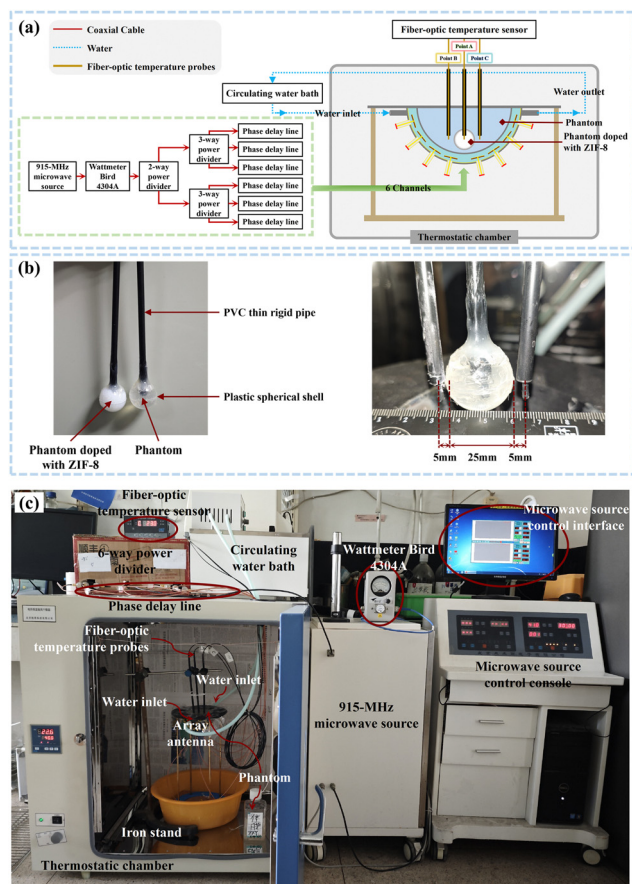 (a)
Coaxial Cable
Water
Fiber-optic temperature probes
Fiber-optic temperature sensor
Point A
Point B
Point C
Circulating water bath
Water inlet
Water outlet
Phantom
Phantom doped
with ZIF-8
915-MHz
microwave
source
Wattmeter
Bird
4304A
2-way
power
divider
3-way
power
divider
3-way
power
divider
Phase delay line
Phase delay line
Phase delay line
Phase delay line
Phase delay line
Phase delay line
6 Channels
Thermostatic chamber
(b)
PVC thin rigid pipe
Plastic spherical shell
Phantom doped
with ZIF-8
Phantom
5mm
25mm
5mm
(c)
Fiber-optic
temperature sensor
6-way power
divider
Circulating
water bath
Phase delay line
Wattmeter Bird
4304A
Microwave source
control interface
Fiber-optic
temperature probes
Water inlet
Water inlet
Array
antenna
Phantom
Iron stand
Thermostatic chamber
915-MHz
microwave source
Microwave source
control console